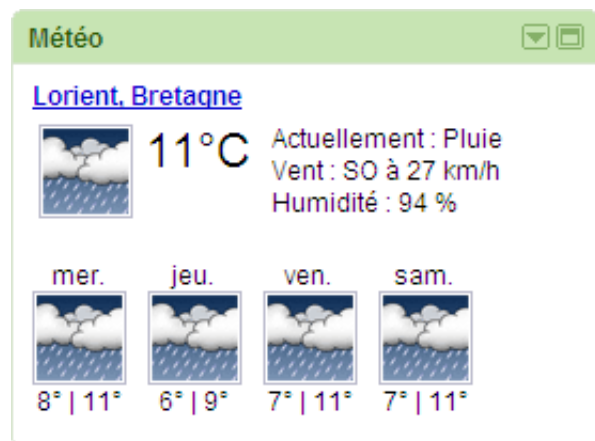 Météo
Lorient, Bretagne
11°C
Actuellement : Pluie
Vent : SO à 27 km/h
Humidité : 94 %
mer. jeu. ven. sam.
8° | 11° 6° | 9° 7° | 11° 7° | 11°